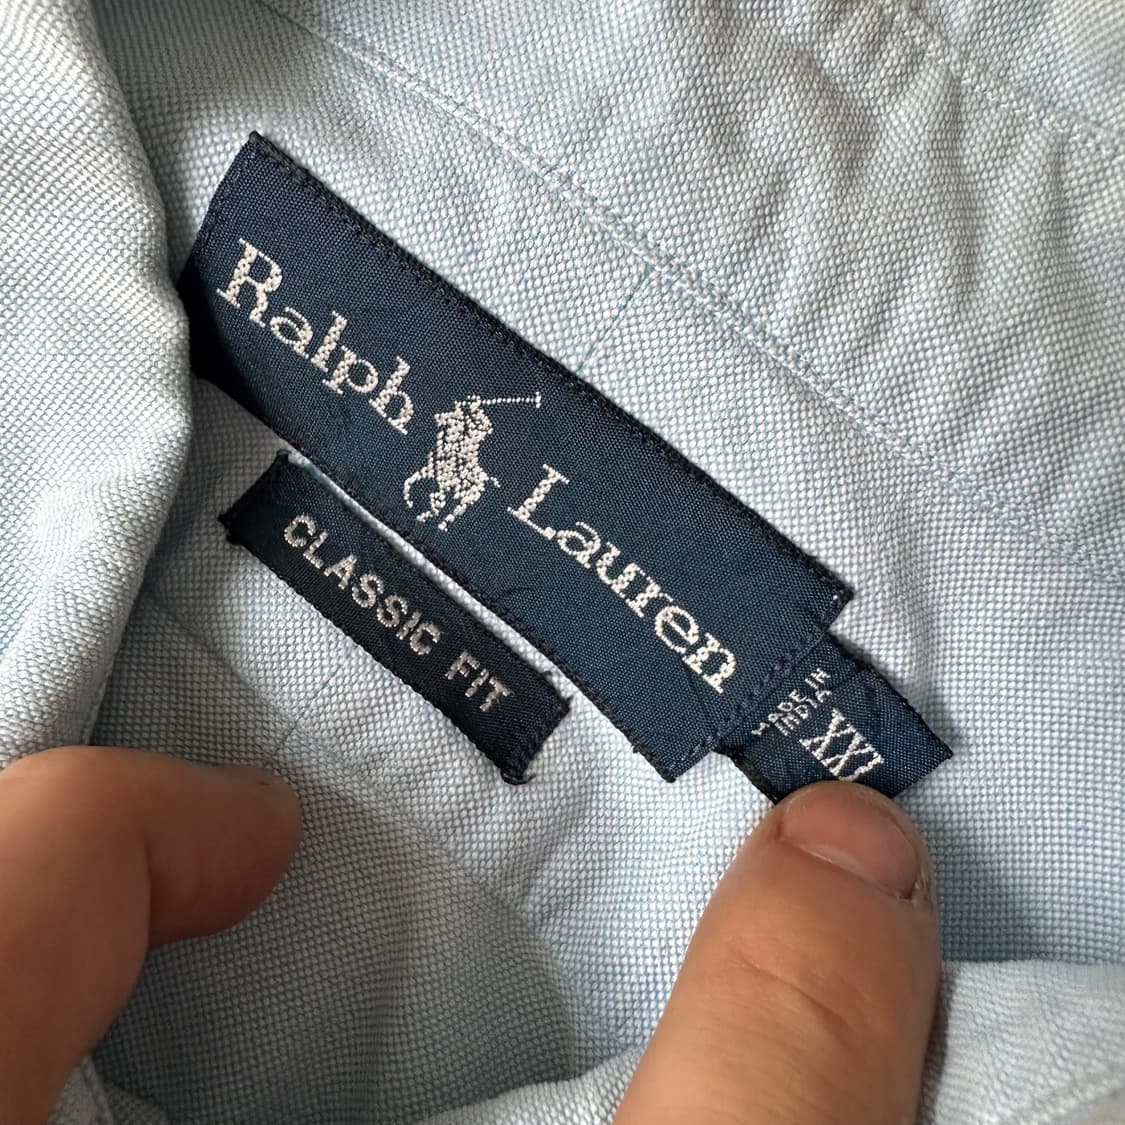 Ralph Lauren
CLASSIC FIT
MADE IN
INDIA
XXL